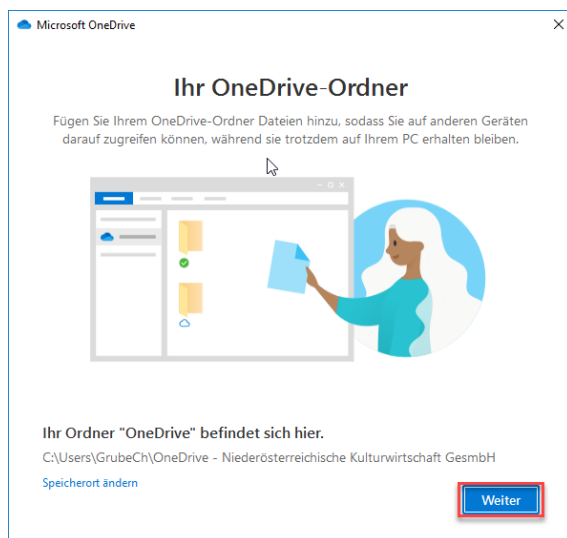 Microsoft OneDrive
Ihr OneDrive-Ordner
Fügen Sie Ihrem OneDrive-Ordner Dateien hinzu, sodass Sie auf anderen Geräten
darauf zugreifen können, während sie trotzdem auf Ihrem PC erhalten bleiben.
Ihr Ordner "OneDrive" befindet sich hier.
C:\Users\GrubeCh\OneDrive - Niederösterreichische Kulturwirtschaft GesmbH
Speicherort ändern
Weiter